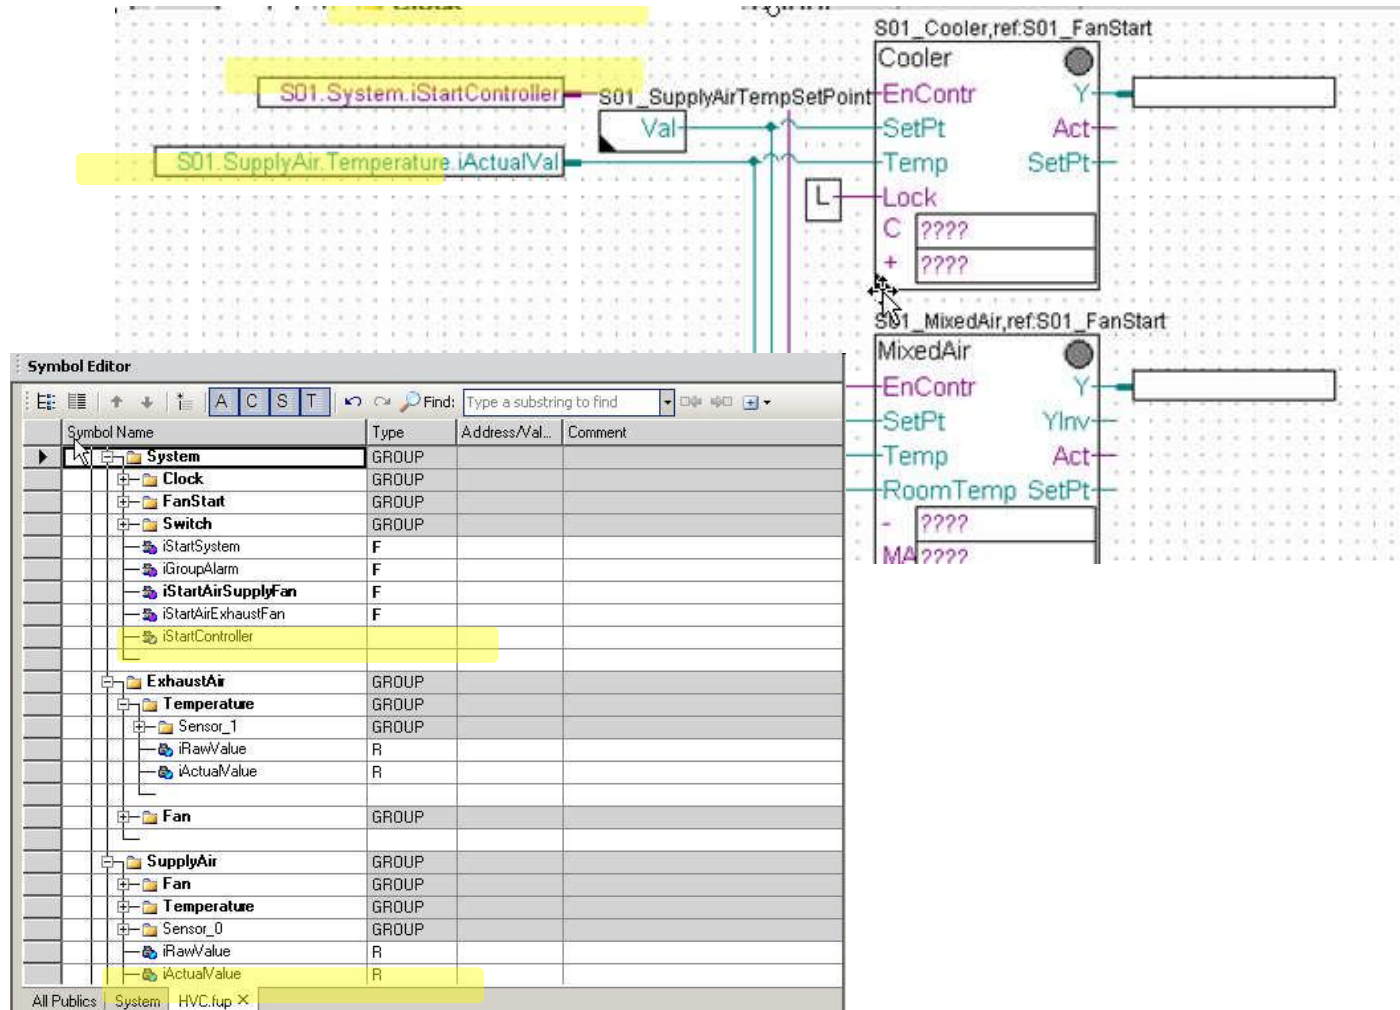 S01_Cooler,ref:S01_FanStart
Cooler
S01.System.iStartController
S01_SupplyAirTempSetPoint
EnContr Y
Val
SetPt Act
S01.SupplyAir.Temperature.iActualVal
Temp SetPt
L
Lock
C ????
+ ????
S01_MixedAir,ref:S01_FanStart
MixedAir
EnContr Y
SetPt YInv
Temp Act
RoomTemp SetPt
- ????
MA ????
Symbol Editor
A C S T Find: Type a substring to find
Symbol Name Type Address/Val... Comment
System GROUP
Clock GROUP
FanStart GROUP
Switch GROUP
iStartSystem F
iGroupAlarm F
iStartAirSupplyFan F
iStartAirExhaustFan F
iStartController
ExhaustAir GROUP
Temperature GROUP
Sensor_1 GROUP
iRawValue R
iActualValue R
Fan GROUP
SupplyAir GROUP
Fan GROUP
Temperature GROUP
Sensor_0 GROUP
iRawValue R
iActualValue R
All Publics System HVC.fup